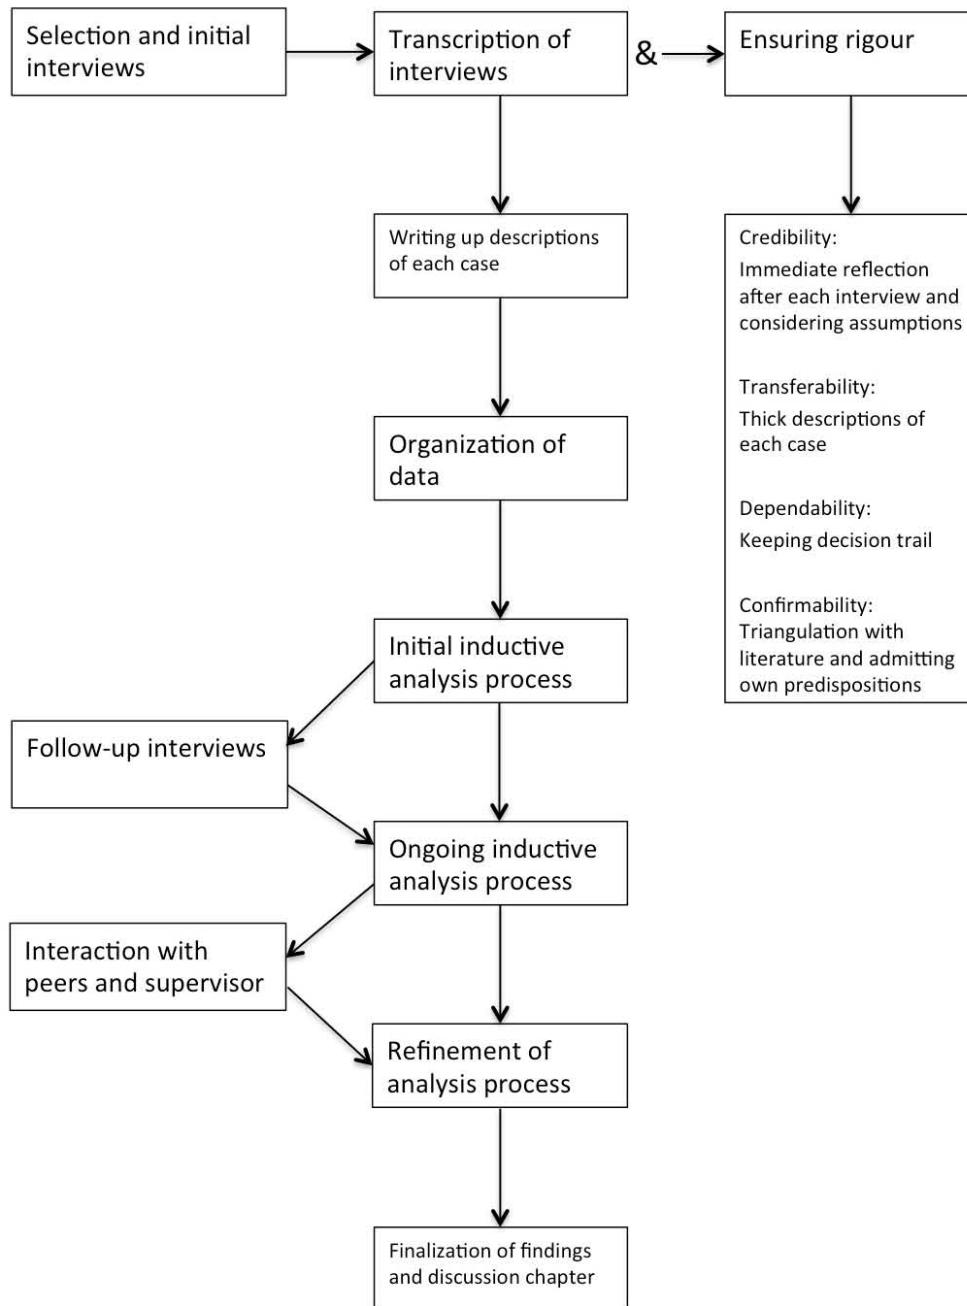 Selection and initial
interviews
Transcription of
interviews
&
Ensuring rigour
Writing up descriptions
of each case
Credibility:
Immediate reflection
after each interview and
considering assumptions
Transferability:
Thick descriptions of
each case
Dependability:
Keeping decision trail
Confirmability:
Triangulation with
literature and admitting
own predispositions
Organization of
data
Initial inductive
analysis process
Follow-up interviews
Ongoing inductive
analysis process
Interaction with
peers and supervisor
Refinement of
analysis process
Finalization of findings
and discussion chapter